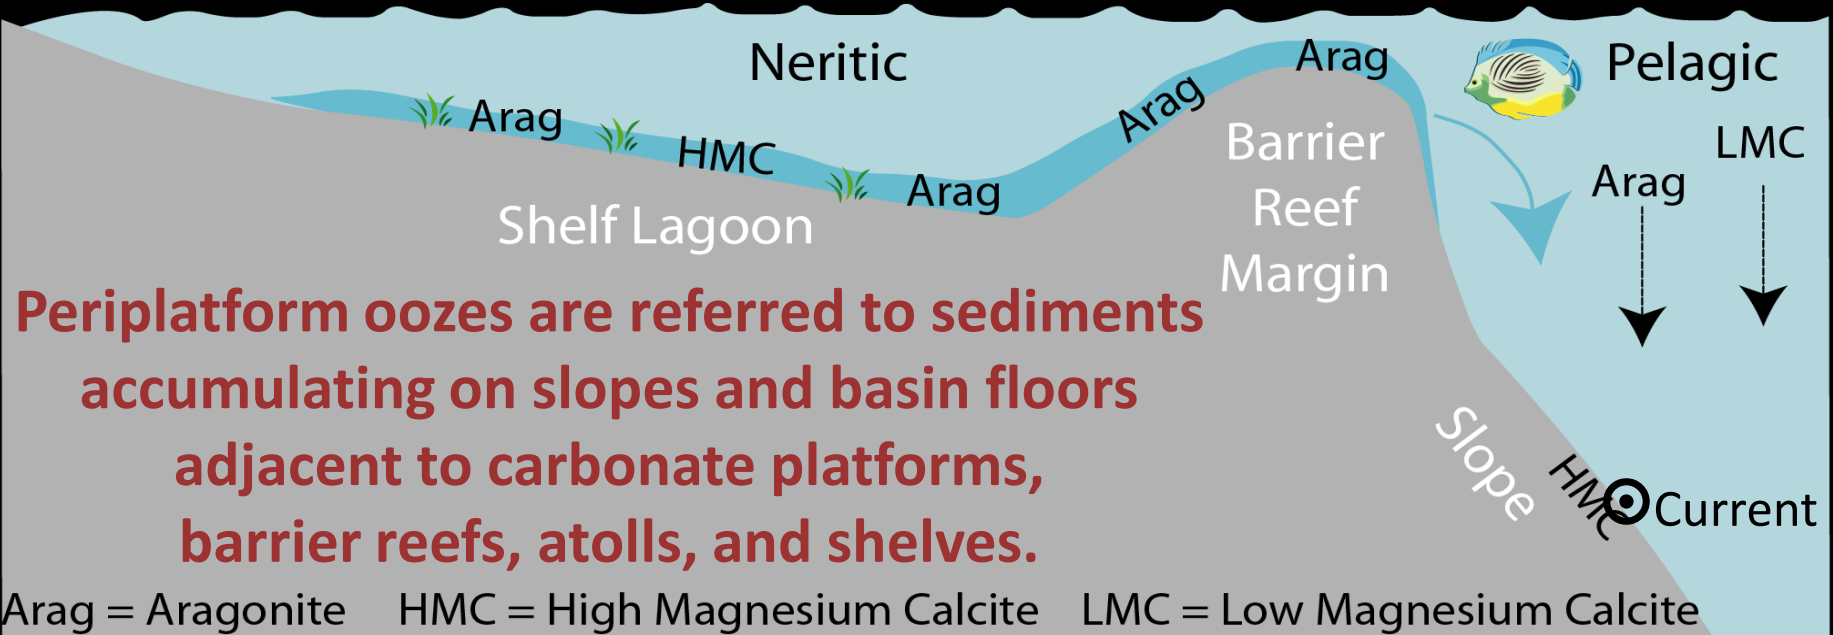 Neritic
Pelagic
Arag
Arag
LMC
Arag
HMC
Arag
Arag
Shelf Lagoon
Barrier
Reef
Margin
Periplatform oozes are referred to sediments
accumulating on slopes and basin floors
adjacent to carbonate platforms,
barrier reefs, atolls, and shelves.
Slope
HMC
Current
Arag = Aragonite HMC = High Magnesium Calcite LMC = Low Magnesium Calcite